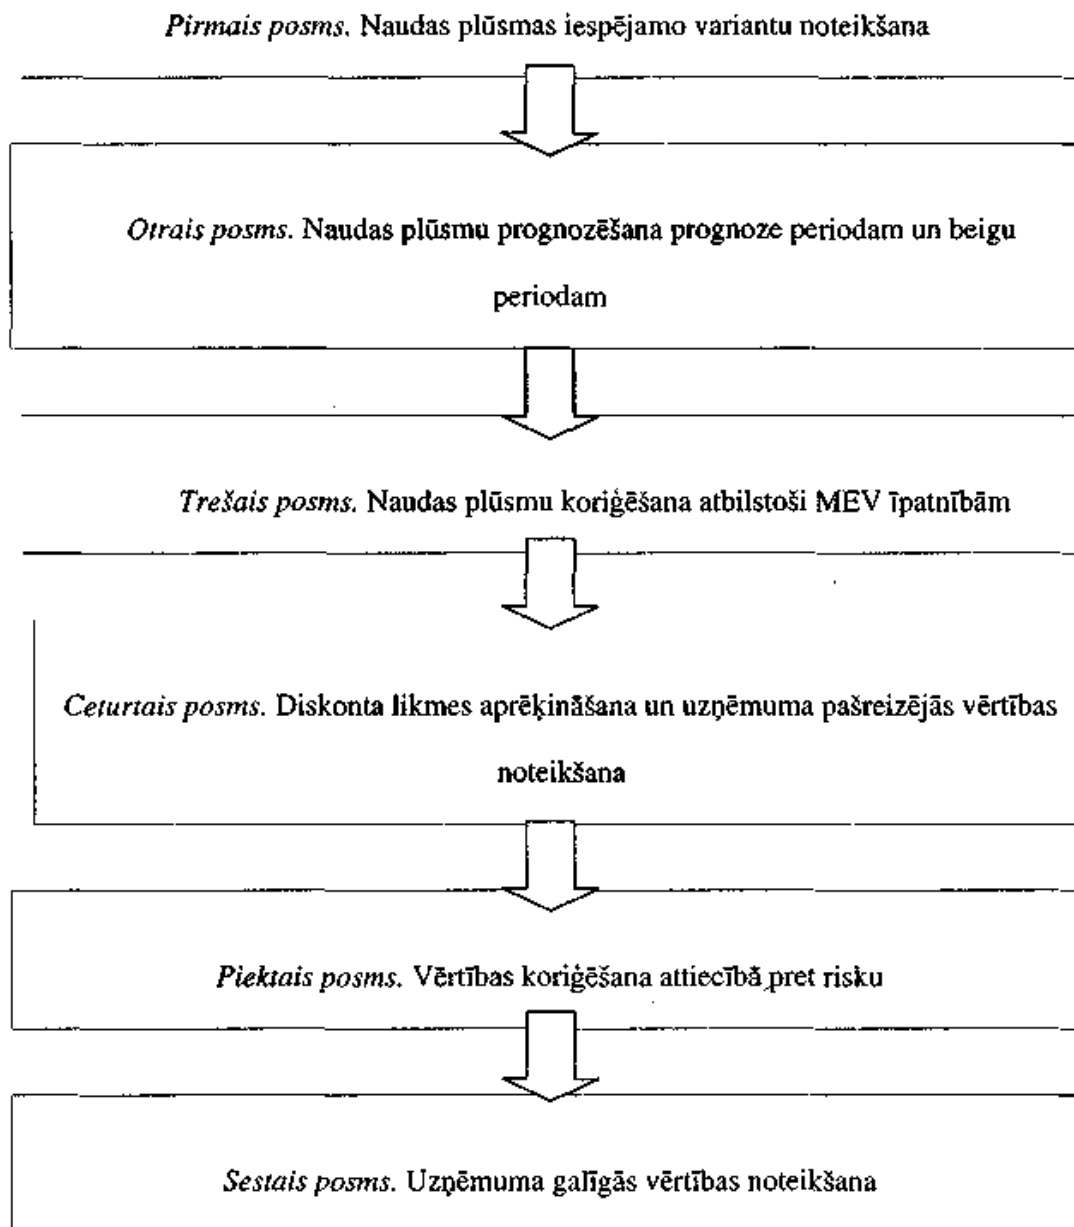 Pirmais posms. Naudas plūsmas iespējamo variantu noteikšana
Otrais posms. Naudas plūsmu prognozēšana prognoze periodam un beigu
periodam
Trešais posms. Naudas plūsmu koriģēšana atbilstoši MEV īpatnībām
Ceturtais posms. Diskonta likmes aprēķināšana un uzņēmuma pašreizējās vērtības
noteikšana
Piektais posms. Vērtības koriģēšana attiecībā pret risku
Sestais posms. Uzņēmuma galīgās vērtības noteikšana